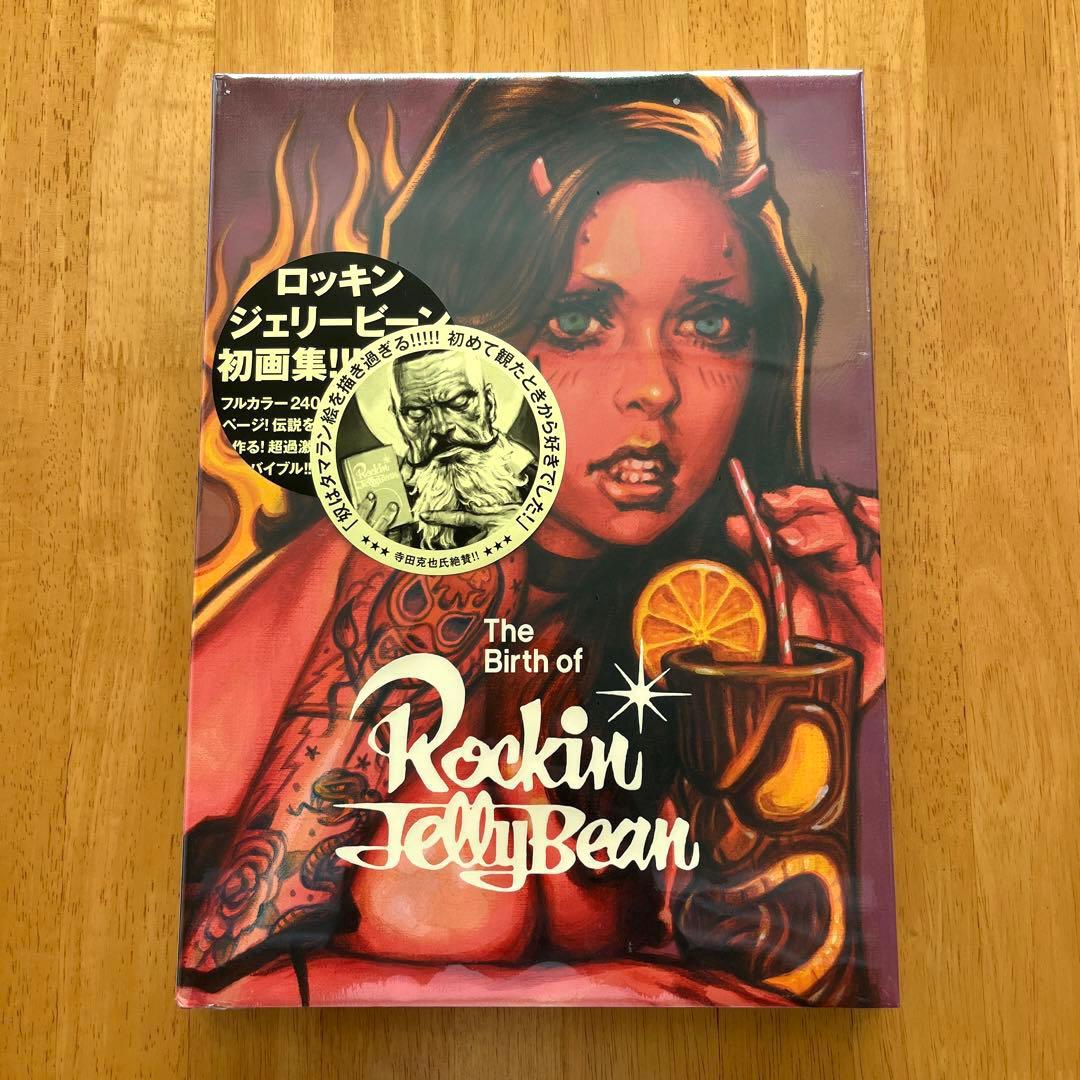 ロッキン
ジェリービーン
初画集!!
フルカラー240
ページ! 伝説を
作る! 超過激
バイブル!!
「奴はタマラン絵を描き過ぎる!!!!! 初めて観たときから好きでした!」
Rockin
JellyBean
★★★ 寺田克也氏絶賛!! ★★★
The
Birth of
Rockin
JellyBean